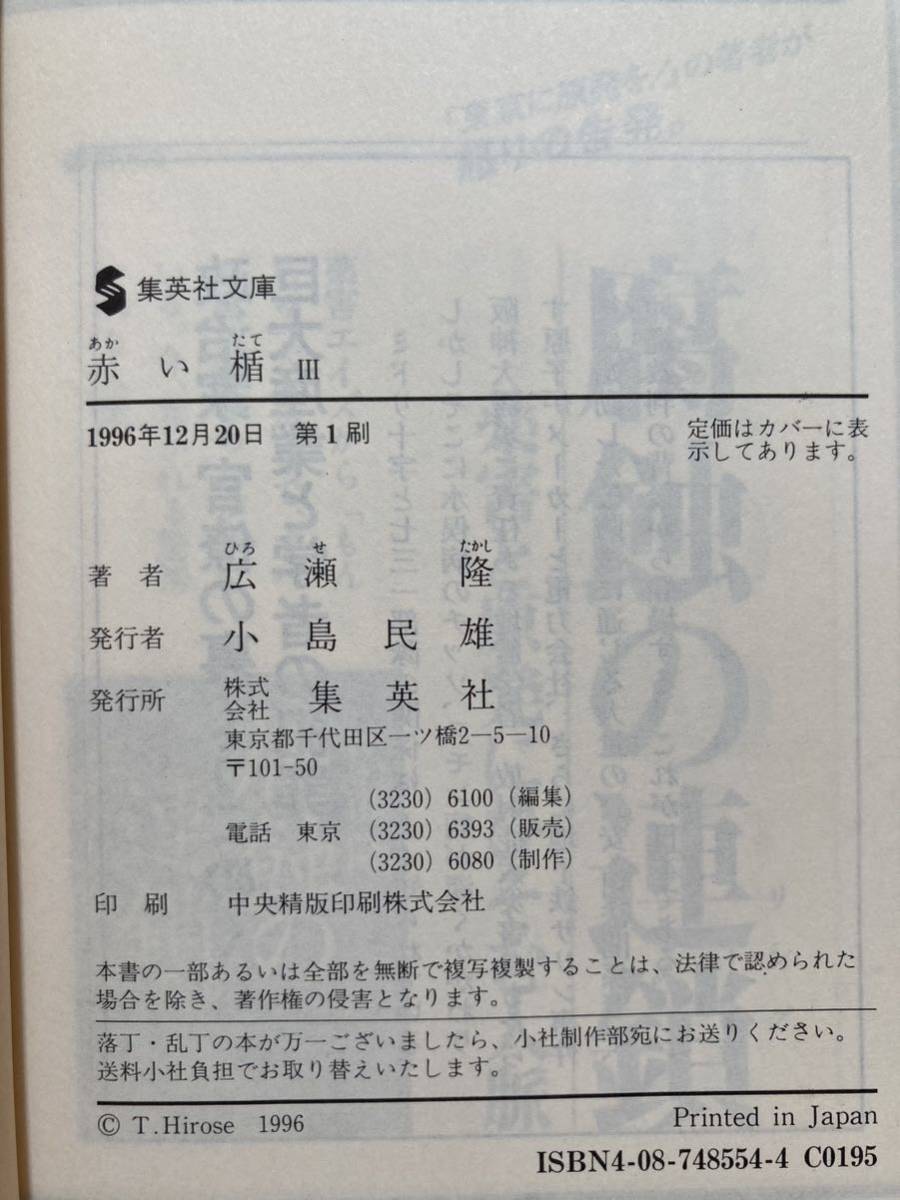 集英社文庫
あか たて
赤い楯 III
1996年12月20日 第1刷
定価はカバーに表
示してあります。
ひろ せ たかし
著者 広瀬 隆
発行者 小島民雄
発行所 株式会社 集英社
東京都千代田区一ツ橋2—5—10
〒101-50
(3230) 6100 (編集)
電話 東京 (3230) 6393 (販売)
(3230) 6080 (制作)
印刷 中央精版印刷株式会社
本書の一部あるいは全部を無断で複写複製することは、法律で認められた
場合を除き、著作権の侵害となります。
落丁・乱丁の本が万一ございましたら、小社制作部宛にお送りください。
送料小社負担でお取り替えいたします。
© T.Hirose 1996
Printed in Japan
ISBN4-08-748554-4 C0195